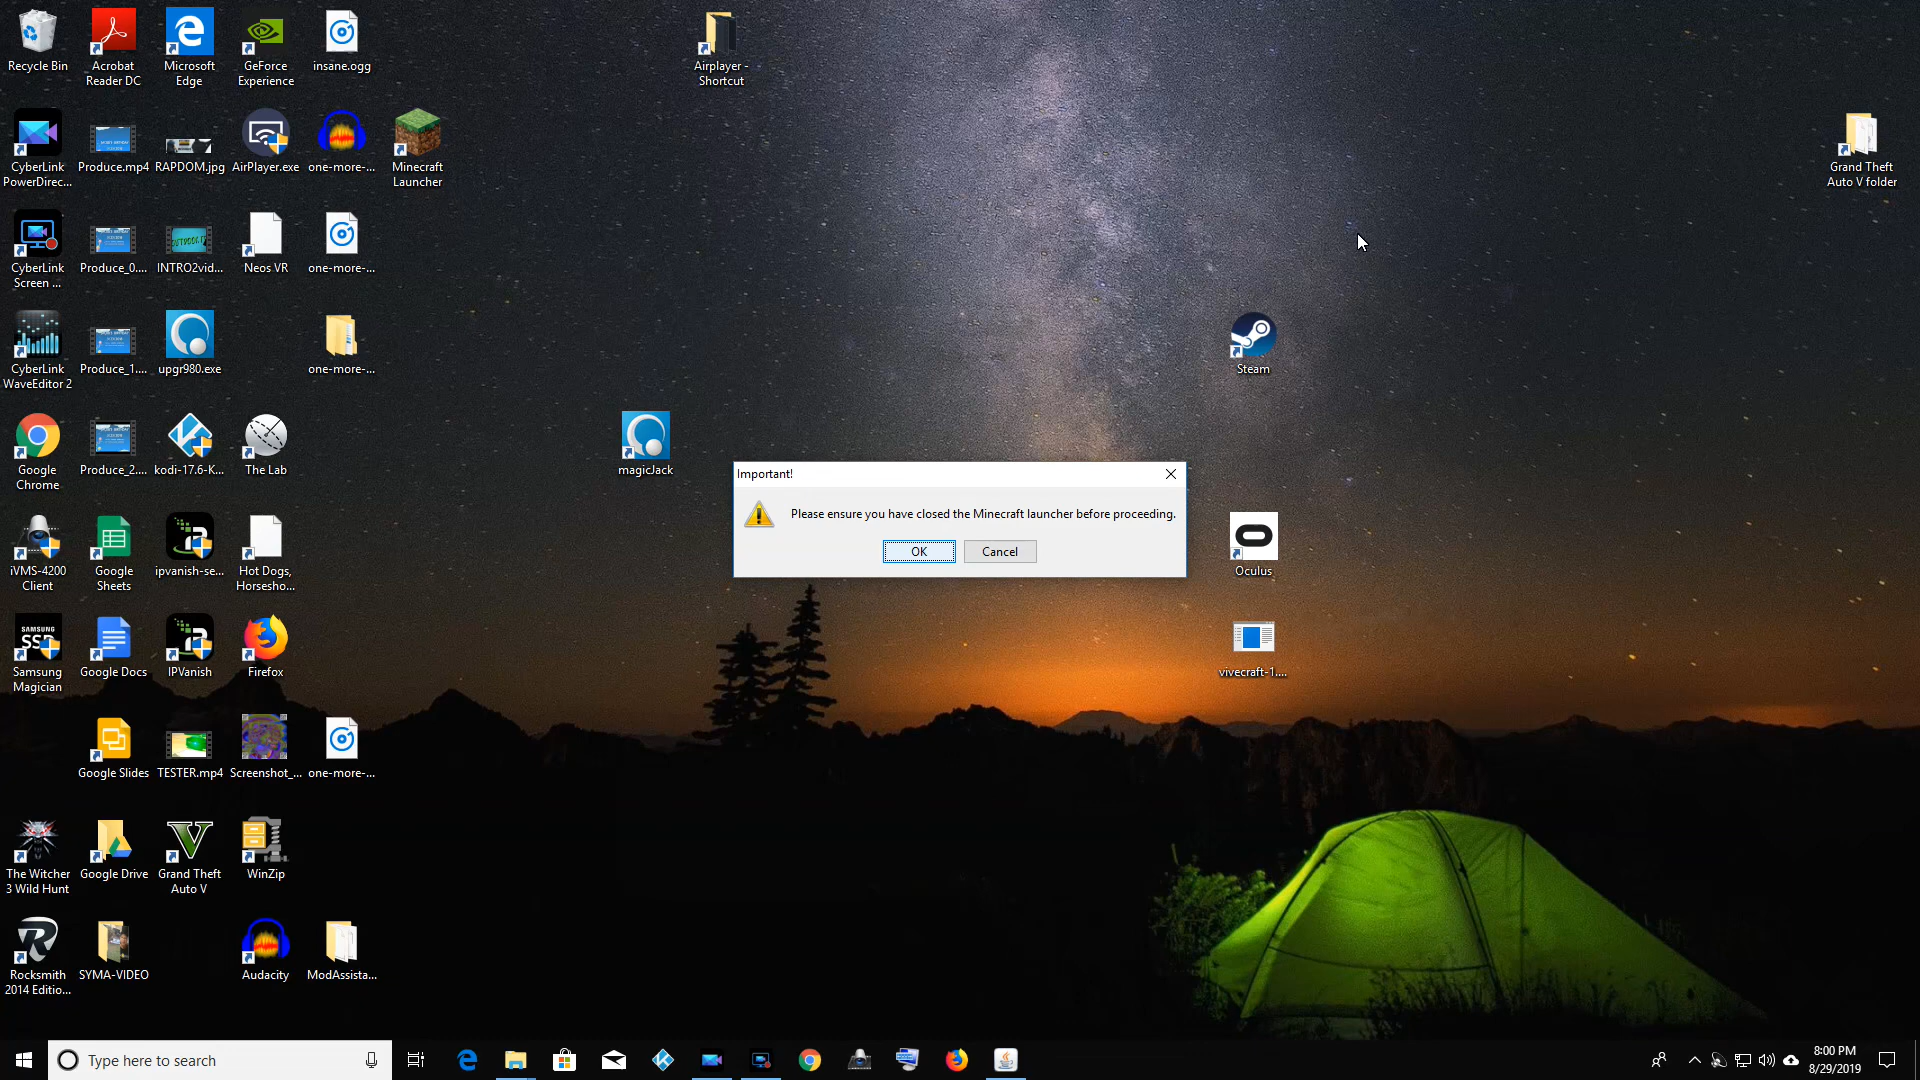 Recycle Bin
Acrobat
Reader DC
Microsoft
Edge
GeForce
Experience
insane.ogg
Airplayer -
Shortcut
CyberLink
PowerDirec...
Produce.mp4
RAPDOM.jpg
AirPlayer.exe
one-more-...
Minecraft
Launcher
Grand Theft
Auto V folder
CyberLink
Screen ...
Produce_0....
INTRO2vid...
Neos VR
one-more-...
CyberLink
WaveEditor 2
Produce_1....
upgr980.exe
one-more-...
Steam
Google
Chrome
Produce_2....
kodi-17.6-K...
The Lab
magicJack
Important!
Please ensure you have closed the Minecraft launcher before proceeding.
OK
Cancel
iVMS-4200
Client
Google
Sheets
ipvanish-se...
Hot Dogs,
Horsesho...
Oculus
SAMSUNG
SSD
Samsung
Magician
Google Docs
IPVanish
Firefox
vivecraft-1....
Google Slides
TESTER.mp4
Screenshot_...
one-more-...
The Witcher
3 Wild Hunt
Google Drive
Grand Theft
Auto V
WinZip
Rocksmith
2014 Editio...
SYMA-VIDEO
Audacity
ModAssista...
Type here to search
8:00 PM
8/29/2019